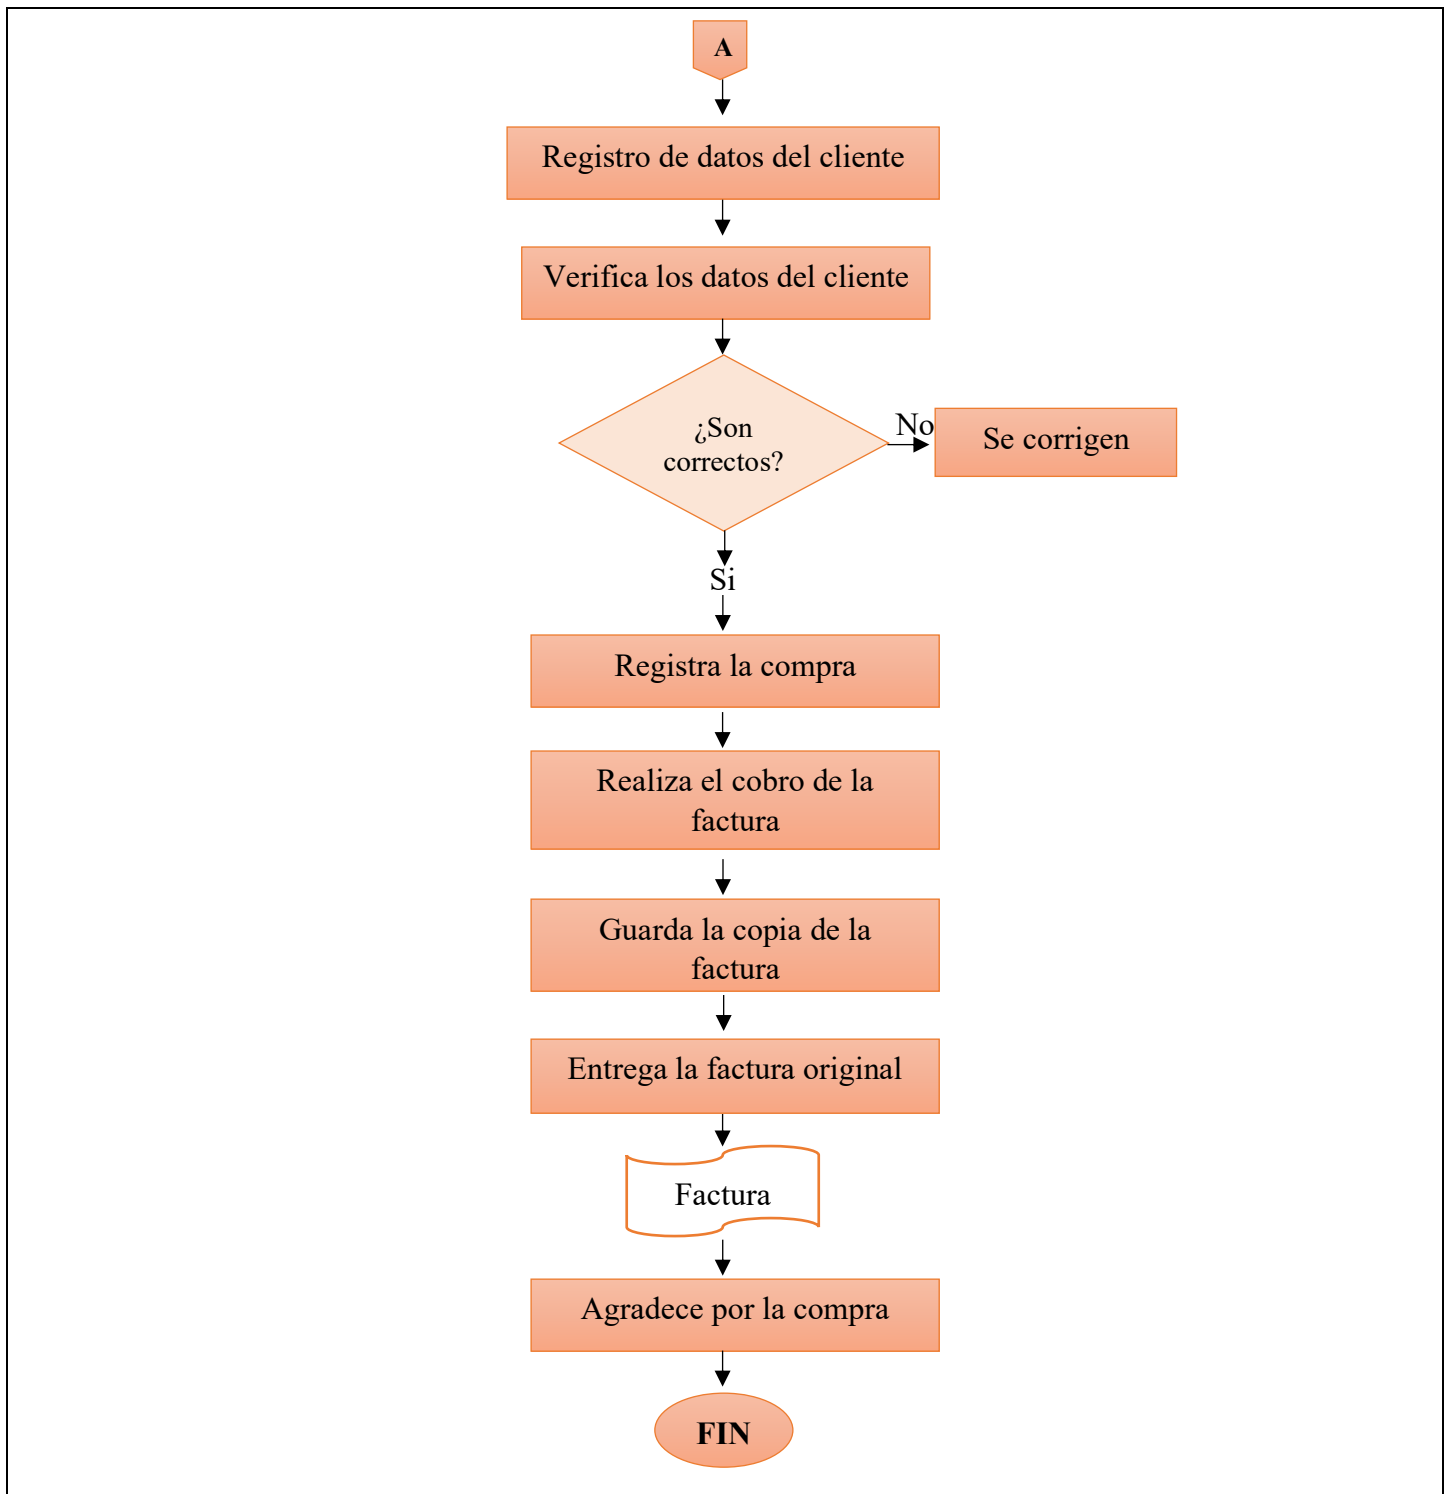 A
Registro de datos del cliente
Verifica los datos del cliente
¿Son
correctos?
No
Se corrigen
Si
Registra la compra
Realiza el cobro de la
factura
Guarda la copia de la
factura
Entrega la factura original
Factura
Agradece por la compra
FIN